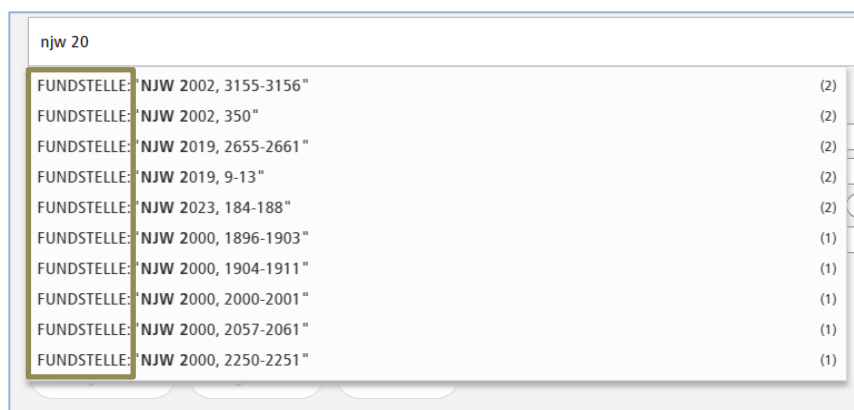 njw 20
FUNDSTELLE: "NJW 2002, 3155-3156" (2)
FUNDSTELLE: "NJW 2002, 350" (2)
FUNDSTELLE: "NJW 2019, 2655-2661" (2)
FUNDSTELLE: "NJW 2019, 9-13" (2)
FUNDSTELLE: "NJW 2023, 184-188" (2)
FUNDSTELLE: "NJW 2000, 1896-1903" (1)
FUNDSTELLE: "NJW 2000, 1904-1911" (1)
FUNDSTELLE: "NJW 2000, 2000-2001" (1)
FUNDSTELLE: "NJW 2000, 2057-2061" (1)
FUNDSTELLE: "NJW 2000, 2250-2251" (1)